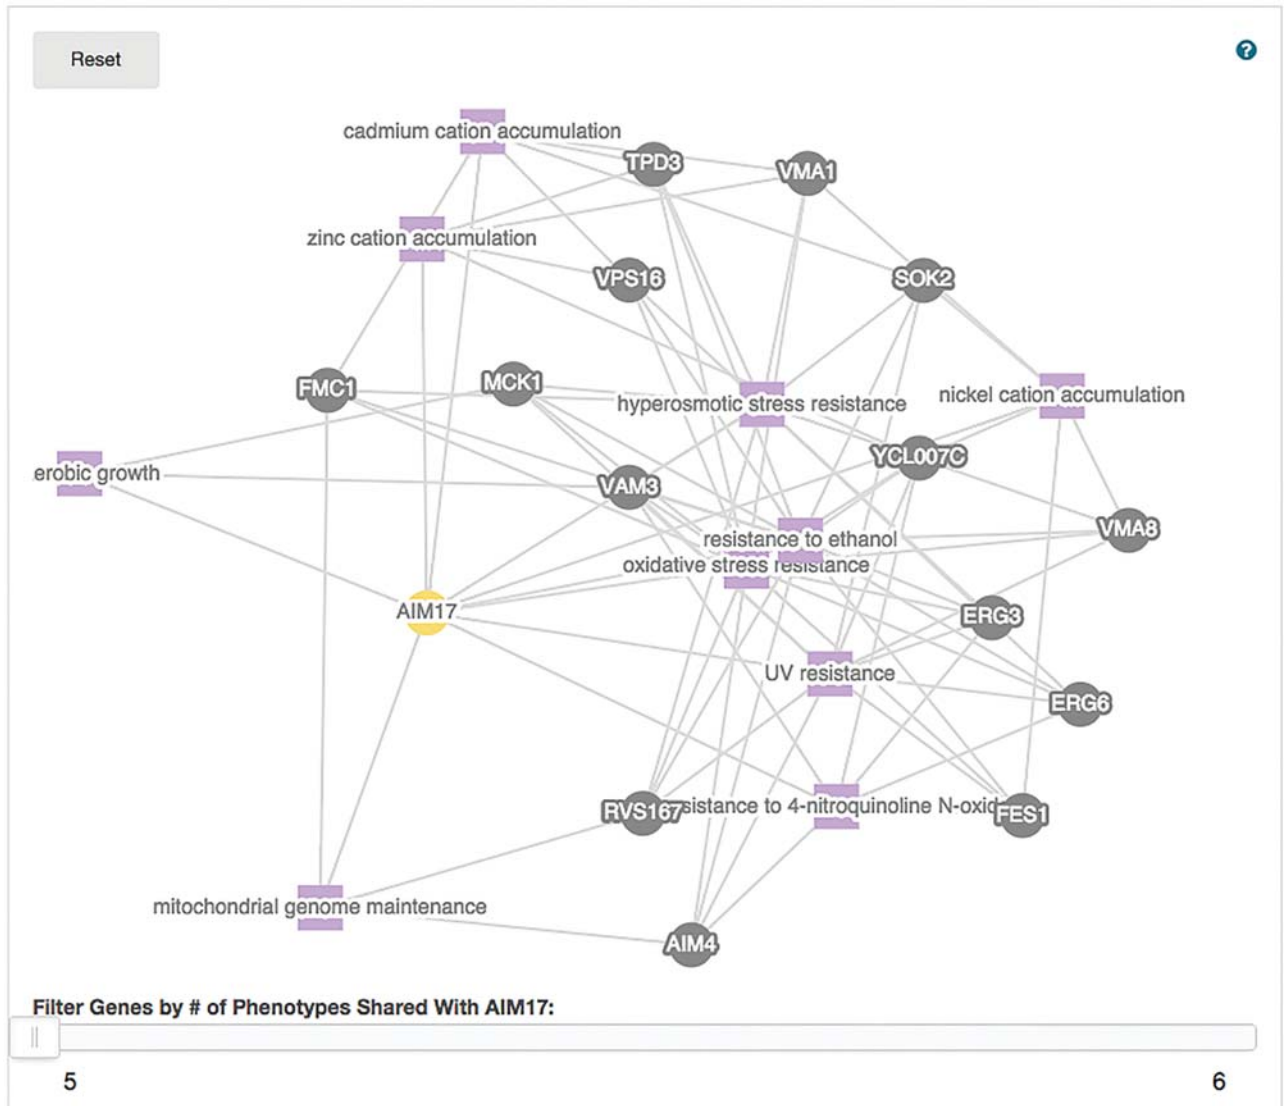 Reset
?
cadmium cation accumulation
TPD3
VMA1
zinc cation accumulation
VPS16
SOK2
FMC1
MCK1
hyperosmotic stress resistance
nickel cation accumulation
YCL007C
erobic growth
VAM3
VMA8
resistance to ethanol
oxidative stress resistance
AIM17
ERG3
UV resistance
ERG6
RVS167
sistance to 4-nitroquinoline N-oxid
FES1
mitochondrial genome maintenance
AIM4
Filter Genes by # of Phenotypes Shared With AIM17:
5
6